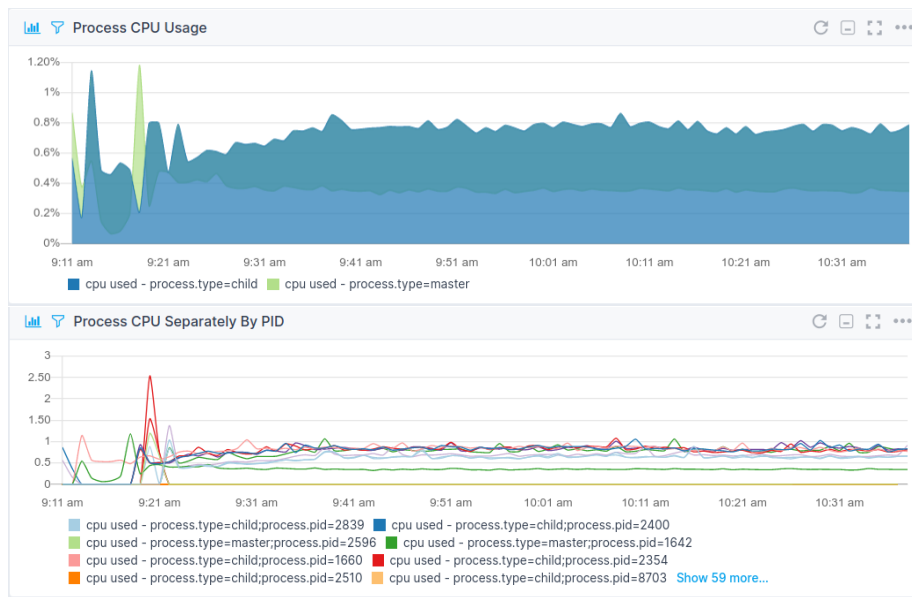 Process CPU Usage
1.20%
1%
0.8%
0.6%
0.4%
0.2%
0%
9:11 am 9:21 am 9:31 am 9:41 am 9:51 am 10:01 am 10:11 am 10:21 am 10:31 am
cpu used - process.type=child cpu used - process.type=master
Process CPU Separately By PID
3
2.50
2
1.50
1
0.5
0
9:11 am 9:21 am 9:31 am 9:41 am 9:51 am 10:01 am 10:11 am 10:21 am 10:31 am
cpu used - process.type=child;process.pid=2839 cpu used - process.type=child;process.pid=2400
cpu used - process.type=master;process.pid=2596 cpu used - process.type=master;process.pid=1642
cpu used - process.type=child;process.pid=1660 cpu used - process.type=child;process.pid=2354
cpu used - process.type=child;process.pid=2510 cpu used - process.type=child;process.pid=8703 Show 59 more...